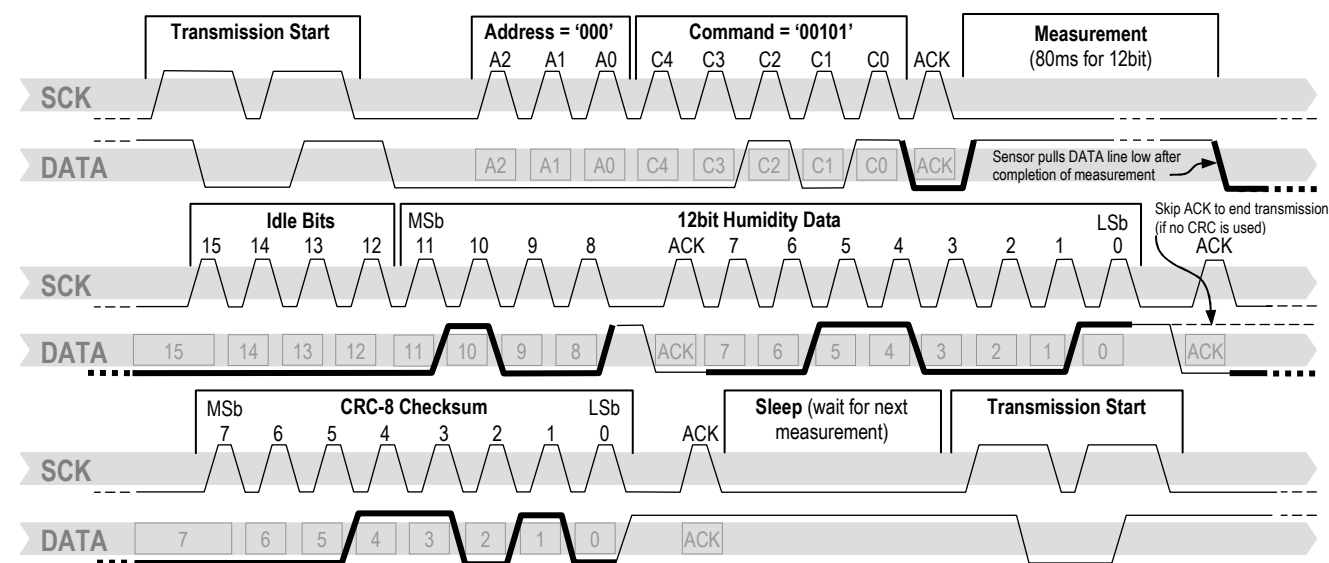 Transmission Start Address = ‘000’ Command = ‘00101’ Measurement
(80ms for 12bit)
A2 A1 A0 C4 C3 C2 C1 C0 ACK
SCK
DATA A2 A1 A0 C4 C3 C2 C1 C0 ACK
Sensor pulls DATA line low after
completion of measurement
Skip ACK to end transmission
(if no CRC is used)
Idle Bits MSb 12bit Humidity Data LSb
15 14 13 12 11 10 9 8 ACK 7 6 5 4 3 2 1 0 ACK
SCK
DATA 15 14 13 12 11 10 9 8 ACK 7 6 5 4 3 2 1 0 ACK
MSb CRC-8 Checksum LSb Sleep (wait for next
measurement) Transmission Start
7 6 5 4 3 2 1 0 ACK
SCK
DATA 7 6 5 4 3 2 1 0 ACK